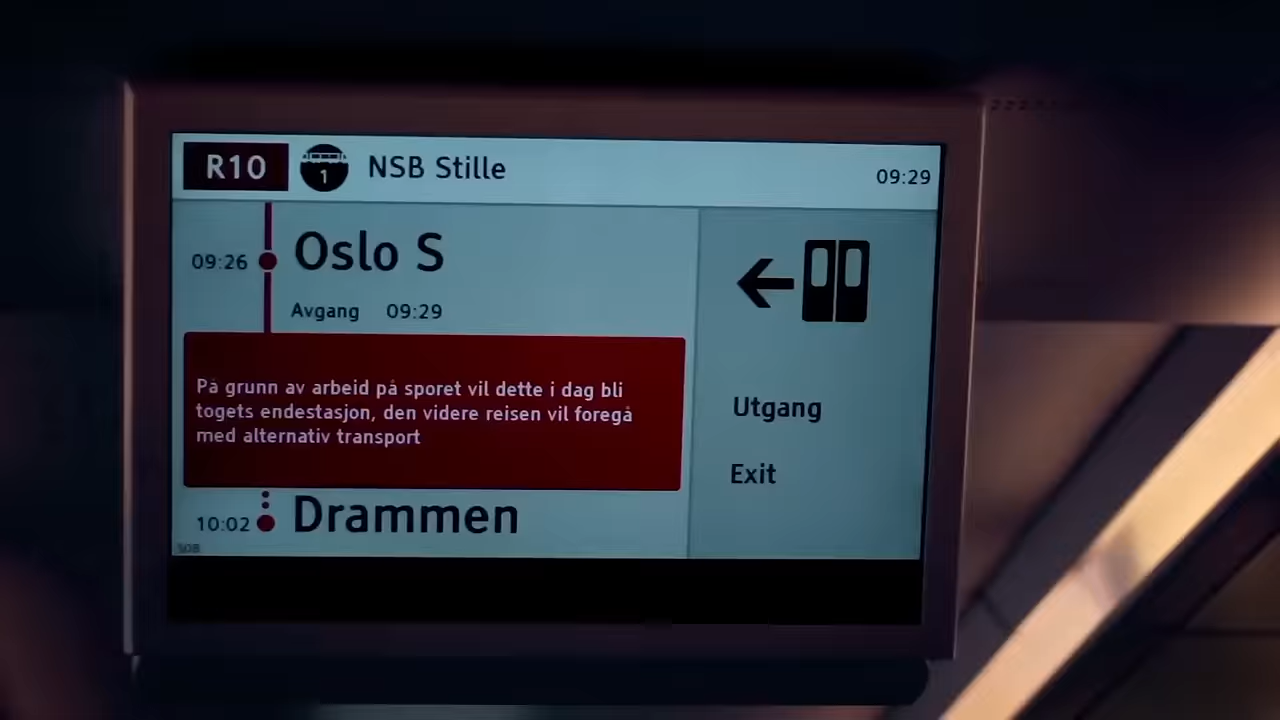 R10 1 NSB Stille 09:29
09:26 Oslo S
Avgang 09:29
På grunn av arbeid på sporet vil dette i dag bli
togets endestasjon, den videre reisen vil foregå
med alternativ transport
10:02 Drammen
Utgang
Exit